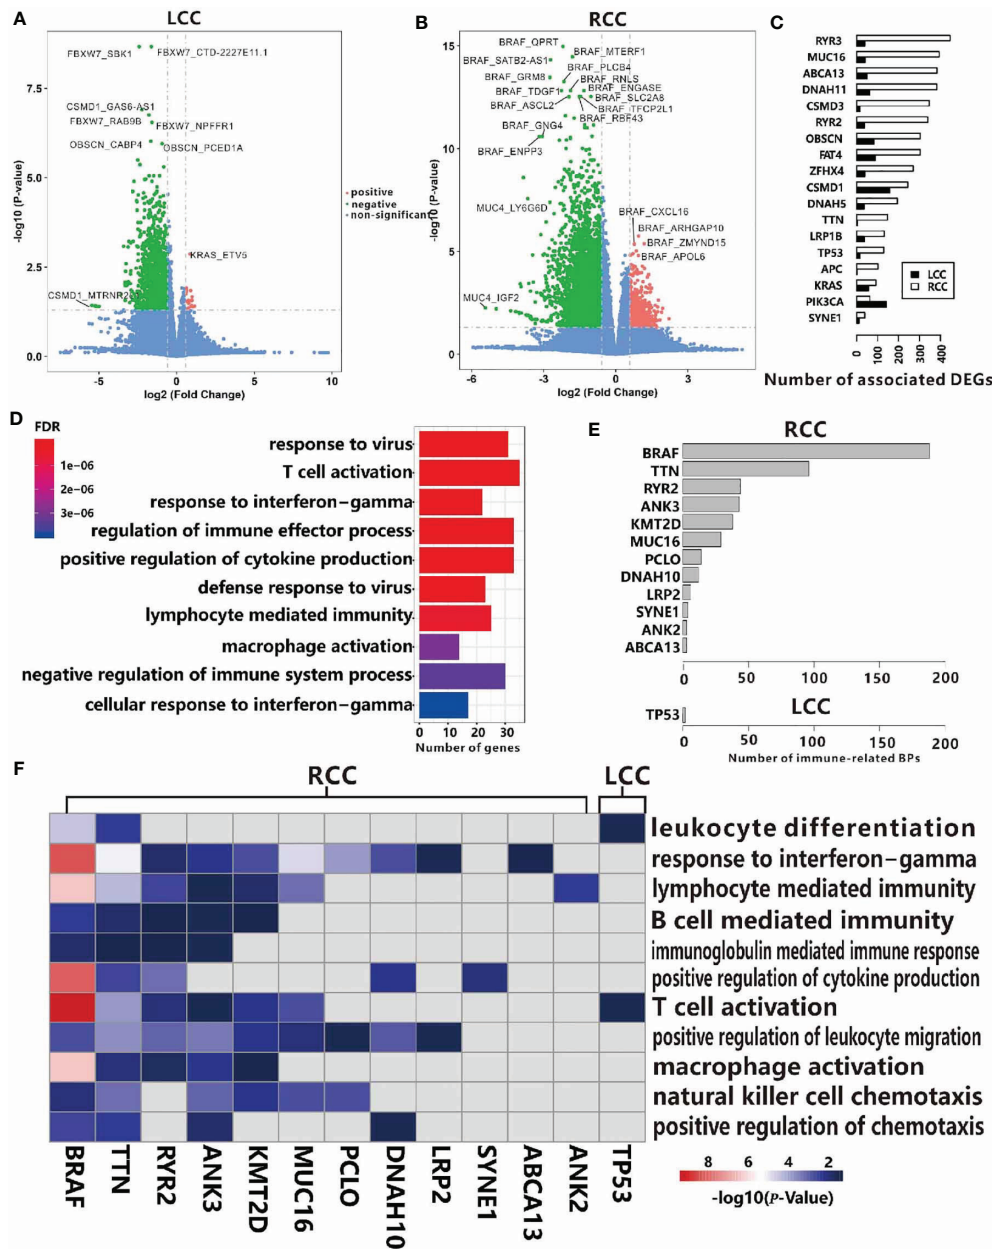 A
LCC
7.5
5.0
2.5
0.0
-log10 (P-value)
FBXW7_SBK1
FBXW7_CTD-2227E11.1
CSMD1_GAS6-AS1
FBXW7_RAB9B
FBXW7_NPFFR1
OBSCN_CABP4
OBSCN_PCED1A
KRAS_ETV5
-5
0
5
10
log2 (Fold Change)
positive
negative
non-significant
B
RCC
15
10
5
0
-log10 (P-value)
BRAF_QPRT
BRAF_MTERF1
BRAF_SATB2-AS1
BRAF_PLCB4
BRAF_GRM8
BRAF_RNLS
BRAF_TDGF1
BRAF_ENGASE
BRAF_SLC2A8
BRAF_ASCL2
BRAF_TFCP2L1
BRAF_RBF43
BRAF_GNG4
BRAF_ENPP3
MUC4_LY6G6D
BRAF_CXCL16
BRAF_ARHGAP10
BRAF_ZMYND15
BRAF_APOL6
MUC4_IGF2
-6
-3
0
3
log2 (Fold Change)
C
RYR3
MUC16
ABCA13
DNAH11
CSMD3
RYR2
OBSCN
FAT4
ZFHX4
CSMD1
DNAH5
TTN
LRP1B
TP53
APC
KRAS
PIK3CA
SYNE1
LCC
RCC
0
100
200
300
400
Number of associated DEGs
D
FDR
1e-06
2e-06
3e-06
response to virus
T cell activation
response to interferon-gamma
regulation of immune effector process
positive regulation of cytokine production
defense response to virus
lymphocyte mediated immunity
macrophage activation
negative regulation of immune system process
cellular response to interferon-gamma
0 10 20 30
Number of genes
E
RCC
BRAF
TTN
RYR2
ANK3
KMT2D
MUC16
PCLO
DNAH10
LRP2
SYNE1
ANK2
ABCA13
0 50 100 150 200
LCC
TP53
0 50 100 150 200
Number of immune-related BPs
F
RCC
LCC
leukocyte differentiation
response to interferon-gamma
lymphocyte mediated immunity
B cell mediated immunity
immunoglobulin mediated immune response
positive regulation of cytokine production
T cell activation
positive regulation of leukocyte migration
macrophage activation
natural killer cell chemotaxis
positive regulation of chemotaxis
BRAF
TTN
RYR2
ANK3
KMT2D
MUC16
PCLO
DNAH10
LRP2
SYNE1
ABCA13
ANK2
TP53
8 6 4 2
-log10(P-Value)